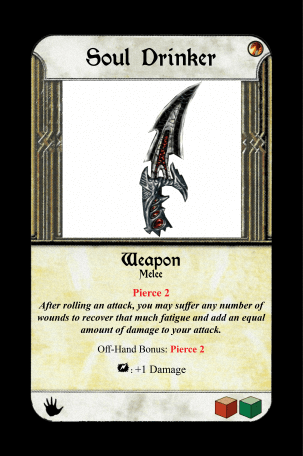 Soul Drinker
Weapon
Melee
Pierce 2
After rolling an attack, you may suffer any number of
wounds to recover that much fatigue and add an equal
amount of damage to your attack.
Off-Hand Bonus: Pierce 2
: +1 Damage